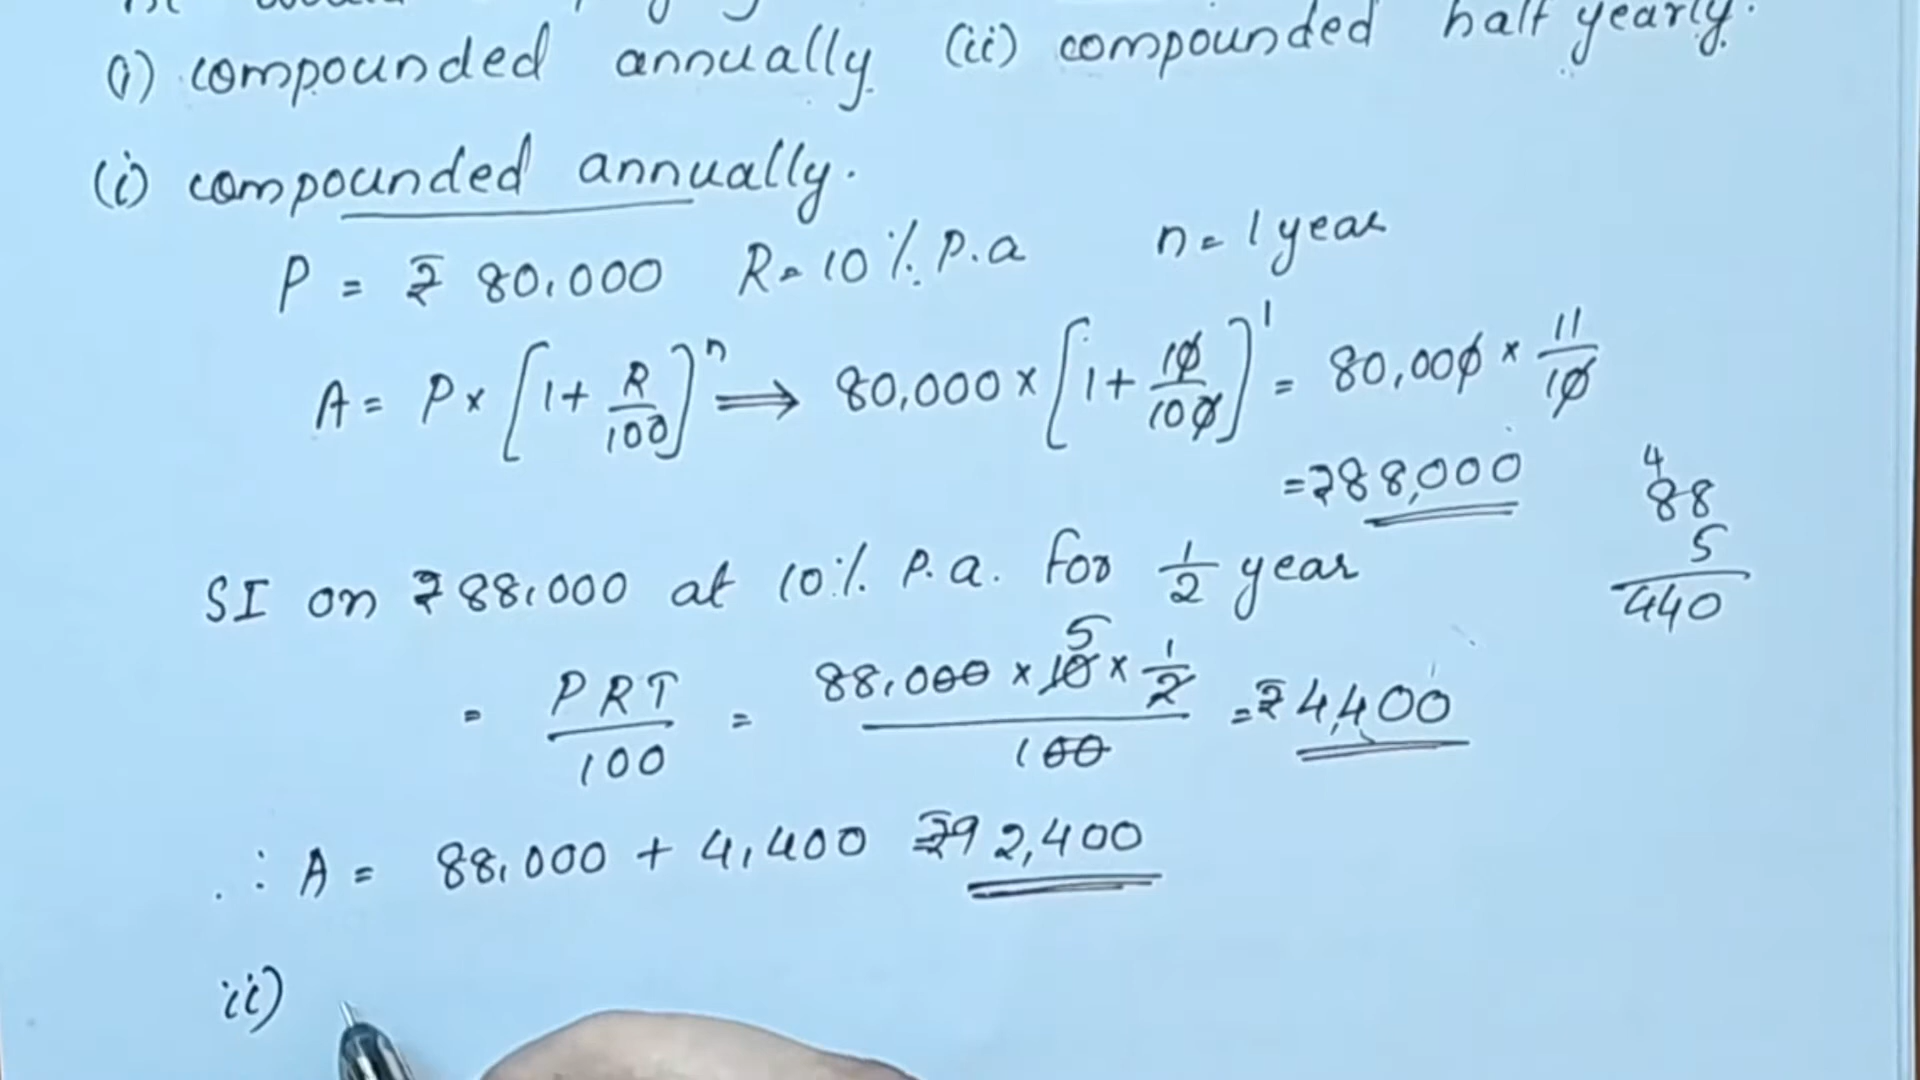 (i) compounded annually. (ii) compounded half yearly.
(i) compounded annually.
P = ₹ 80,000 R = 10 % P.a n = 1 year
A = P × [1 + R/100]^n ⟹ 80,000 × [1 + 10/100]^1 = 80,000 × 11/10
= ₹88,000
4
88
5
440
SI on ₹88,000 at 10% P.a. for 1/2 year
= PRT/100 = 88,000 × 10 5 × 1/2 / 100 = ₹4,400
∴ A = 88,000 + 4,400 = ₹92,400
ii)